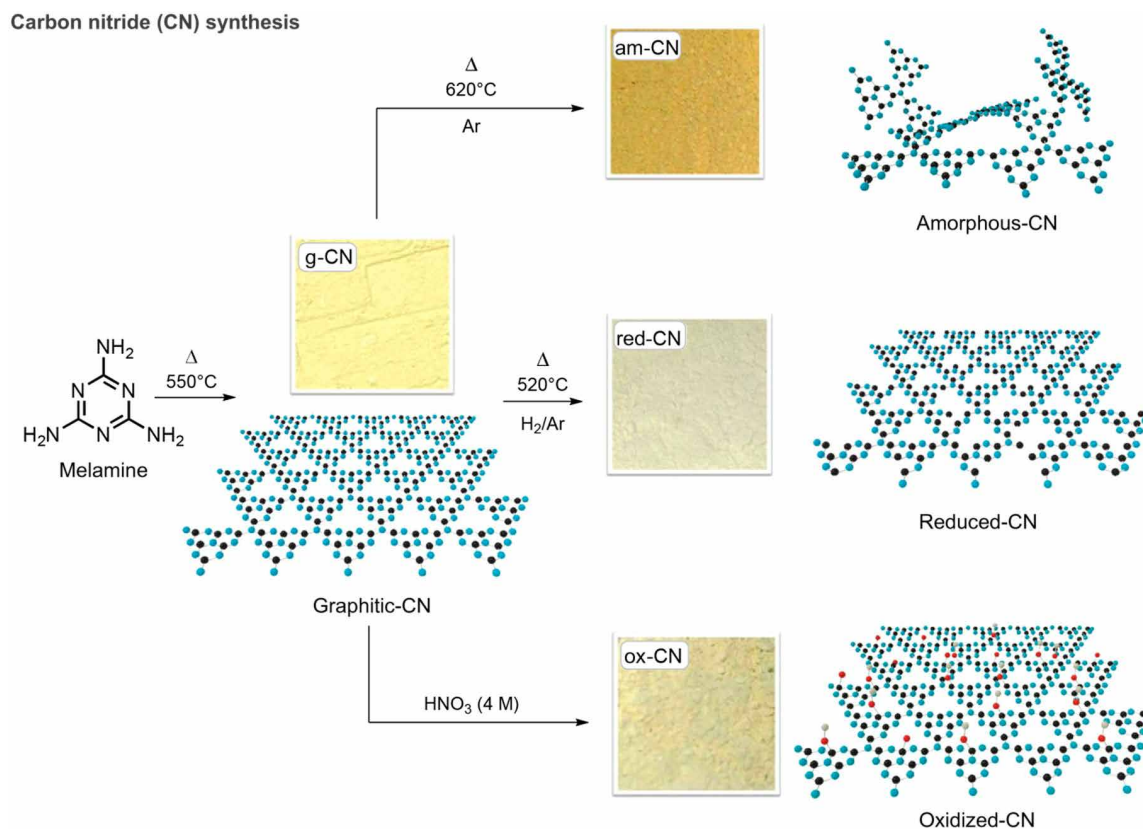 Carbon nitride (CN) synthesis
am-CN
Δ
620°C
Ar
Amorphous-CN
g-CN
red-CN
NH₂
N
N
N
H₂N
NH₂
Melamine
Δ
550°C
Δ
520°C
H₂/Ar
Reduced-CN
Graphitic-CN
ox-CN
HNO₃ (4 M)
Oxidized-CN